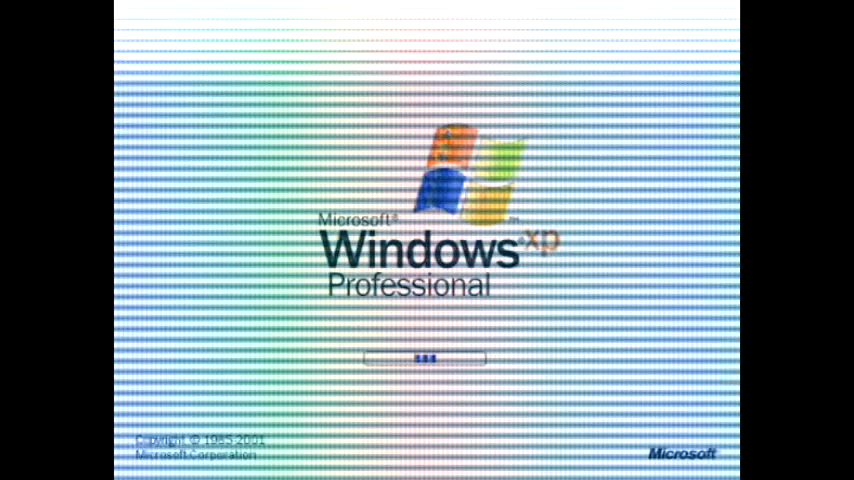 Microsoft®
Windows® xp
Professional
Copyright © 1985-2001
Microsoft Corporation
Microsoft